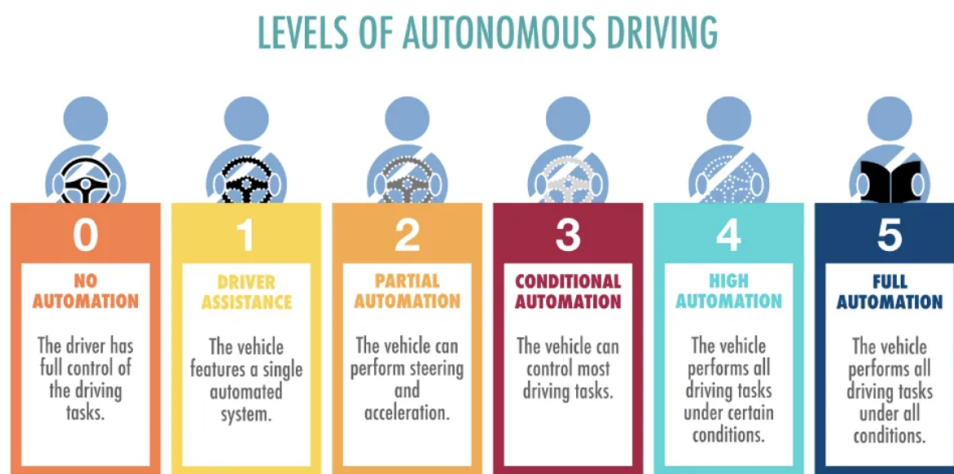 LEVELS OF AUTONOMOUS DRIVING
0
NO
AUTOMATION
The driver has
full control of
the driving
tasks.
1
DRIVER
ASSISTANCE
The vehicle
features a single
automated
system.
2
PARTIAL
AUTOMATION
The vehicle can
perform steering
and
acceleration.
3
CONDITIONAL
AUTOMATION
The vehicle can
control most
driving tasks.
4
HIGH
AUTOMATION
The vehicle
performs all
driving tasks
under certain
conditions.
5
FULL
AUTOMATION
The vehicle
performs all
driving tasks
under all
conditions.